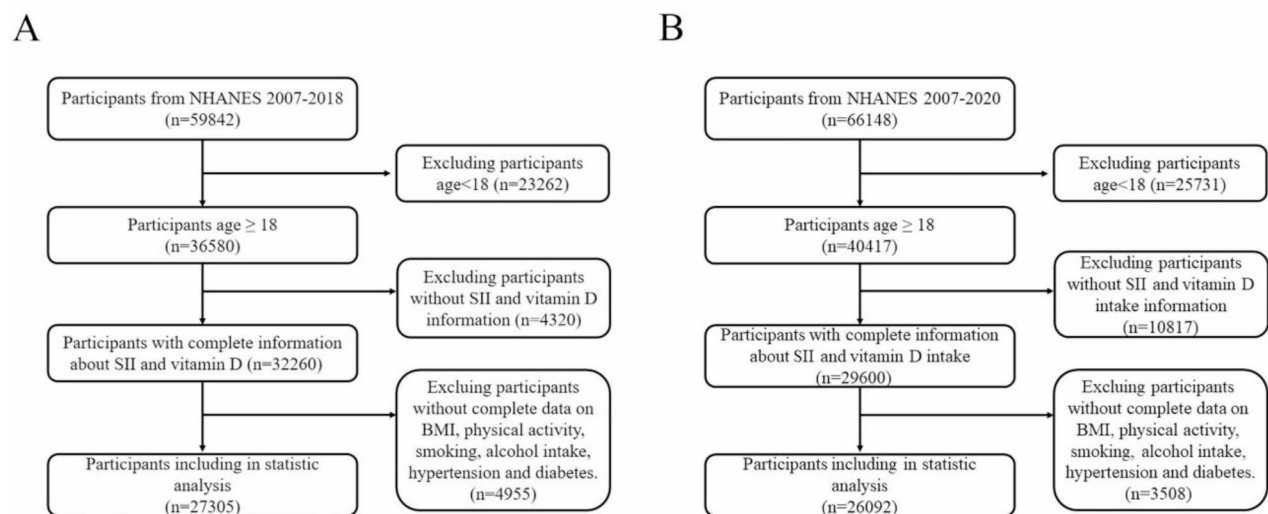 A
Participants from NHANES 2007-2018
(n=59842)
Excluding participants
age<18 (n=23262)
Participants age ≥ 18
(n=36580)
Excluding participants
without SII and vitamin D
information (n=4320)
Participants with complete information
about SII and vitamin D (n=32260)
Excluing participants
without complete data on
BMI, physical activity,
smoking, alcohol intake,
hypertension and diabetes.
(n=4955)
Participants including in statistic
analysis
(n=27305)
B
Participants from NHANES 2007-2020
(n=66148)
Excluding participants
age<18 (n=25731)
Participants age ≥ 18
(n=40417)
Excluding participants
without SII and vitamin D
intake information
(n=10817)
Participants with complete information
about SII and vitamin D intake
(n=29600)
Excluing participants
without complete data on
BMI, physical activity,
smoking, alcohol intake,
hypertension and diabetes.
(n=3508)
Participants including in statistic
analysis
(n=26092)